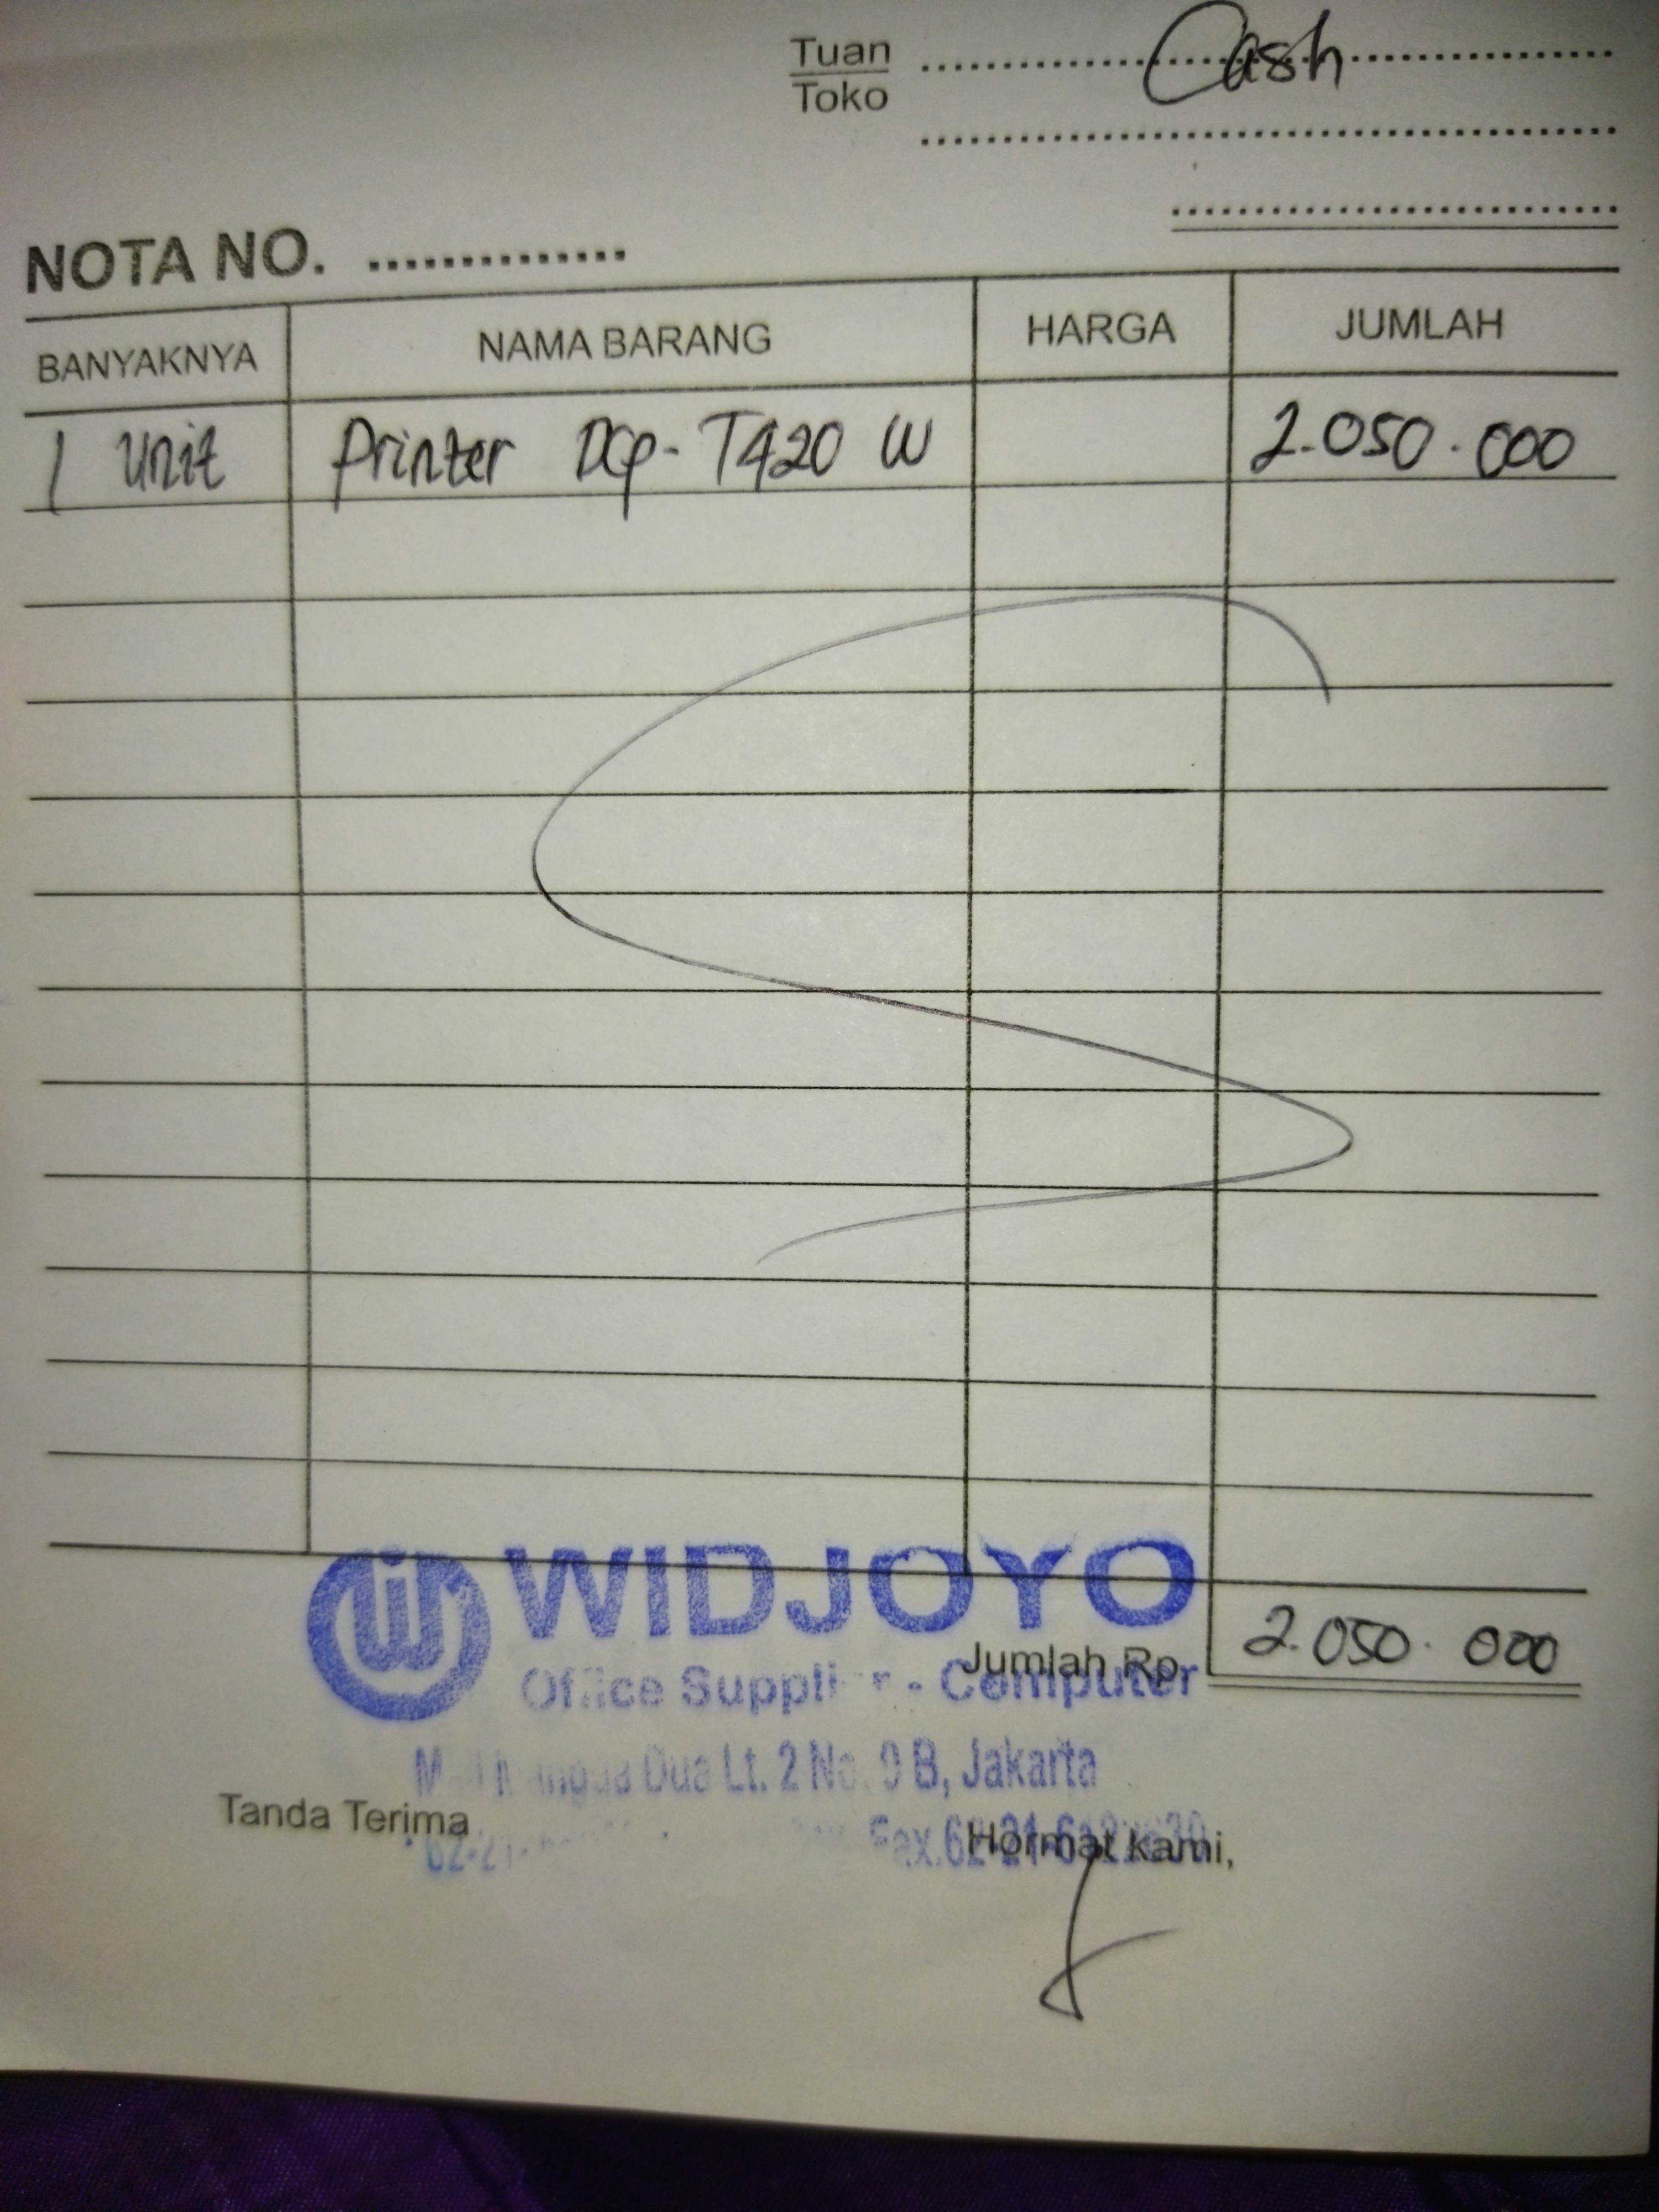 Tuan Cash
Toko
NOTA NO.
BANYAKNYA NAMA BARANG HARGA JUMLAH
1 Unit Printer DCP-T420 W 2.050.000
WIDJOYO
Jumlah Rp. 2.050.000
Office - Computer
Dua Lt. 2 No. 9 B, Jakarta
Tanda Terima
Hormat Kami,